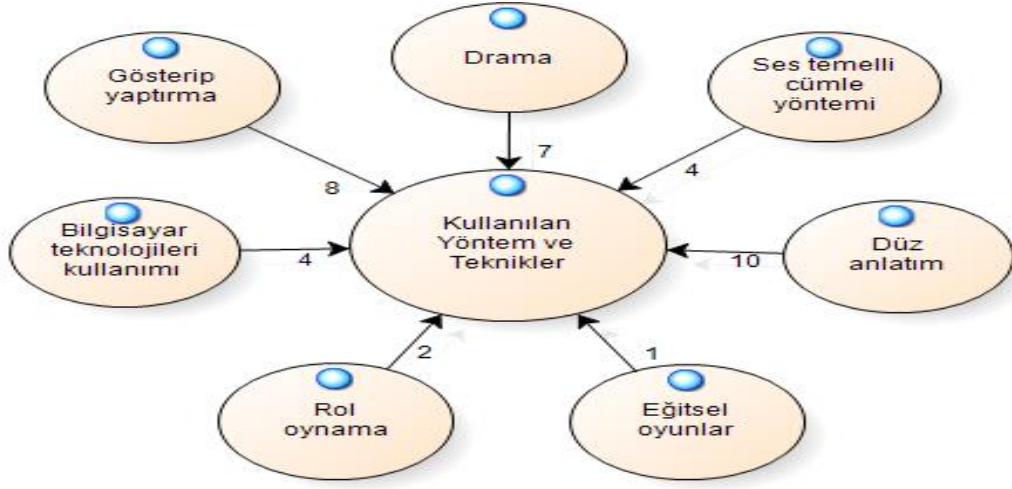 Drama
Gösterip
yaptırma
Ses temelli
cümle
yöntemi
7
8
4
Kullanılan
Yöntem ve
Teknikler
Bilgisayar
teknolojileri
kullanımı
4
Düz
anlatım
10
2
1
Rol
oynama
Eğitsel
oyunlar